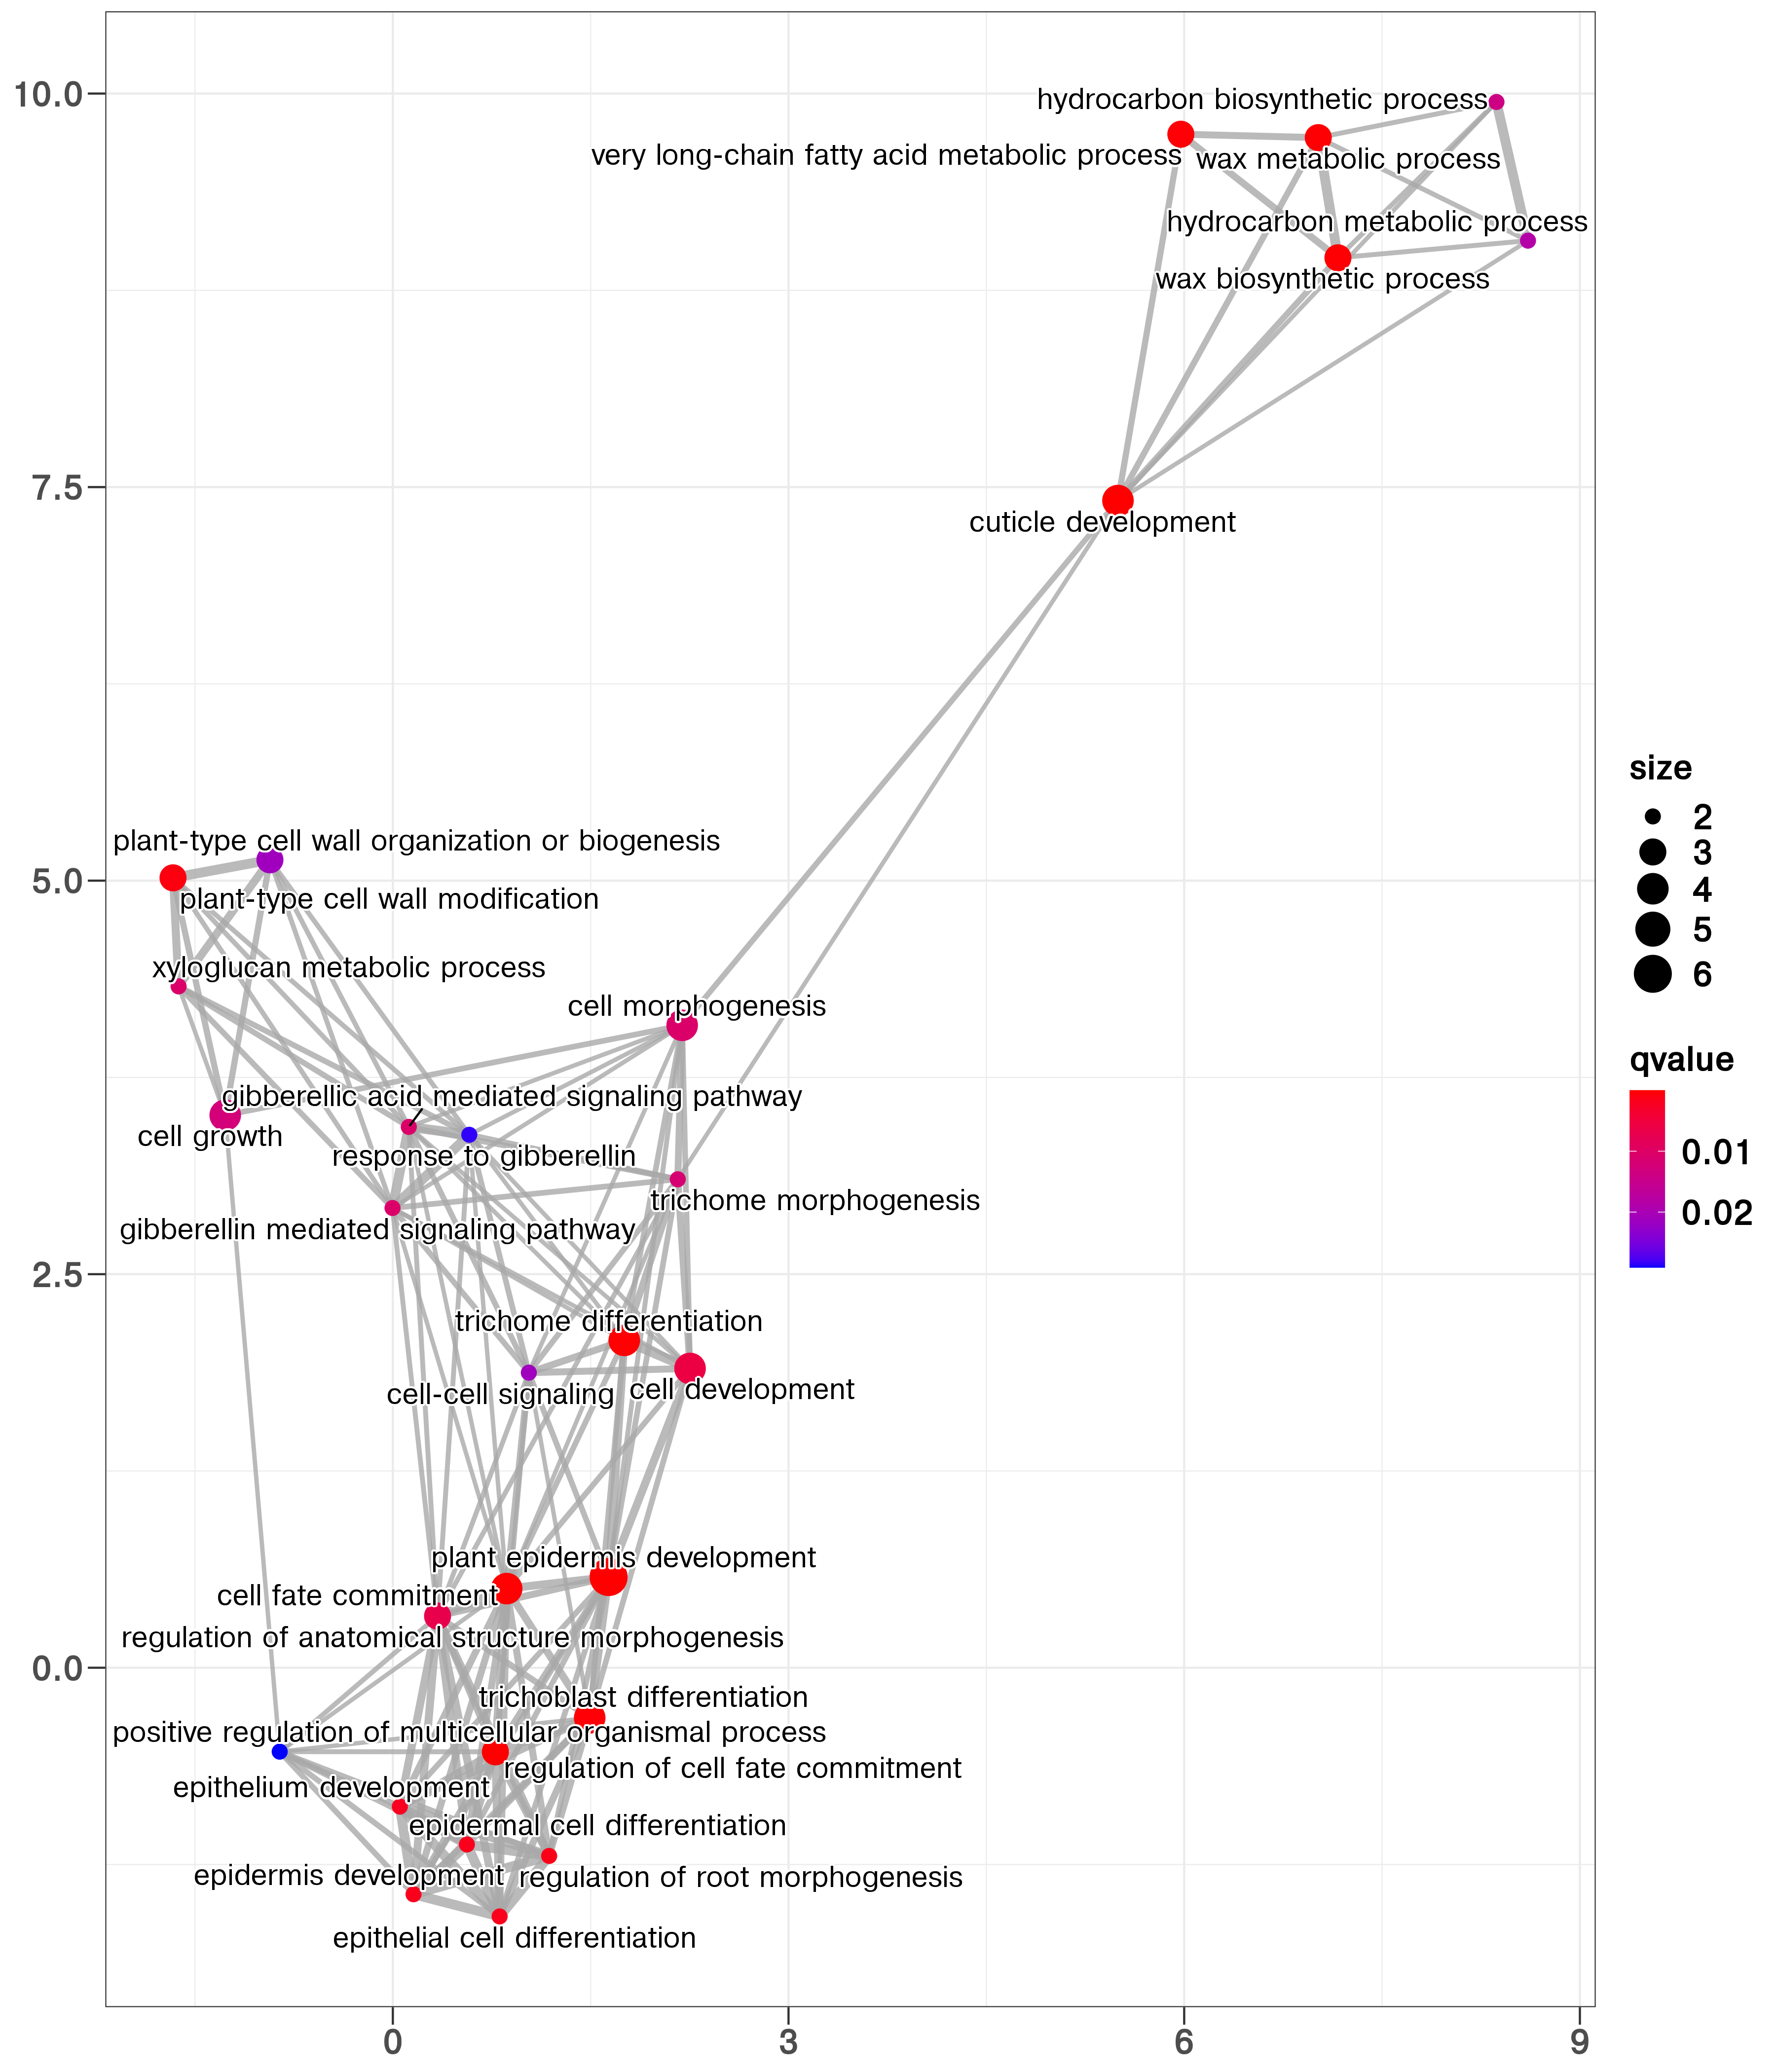 10.0
7.5
5.0
2.5
0.0
0
3
6
9
hydrocarbon biosynthetic process
very long-chain fatty acid metabolic process
wax metabolic process
hydrocarbon metabolic process
wax biosynthetic process
cuticle development
plant-type cell wall organization or biogenesis
plant-type cell wall modification
xyloglucan metabolic process
cell morphogenesis
gibberellic acid mediated signaling pathway
cell growth
response to gibberellin
trichome morphogenesis
gibberellin mediated signaling pathway
trichome differentiation
cell-cell signaling
cell development
plant epidermis development
cell fate commitment
regulation of anatomical structure morphogenesis
trichoblast differentiation
positive regulation of multicellular organismal process
regulation of cell fate commitment
epithelium development
epidermal cell differentiation
epidermis development
regulation of root morphogenesis
epithelial cell differentiation
size
2
3
4
5
6
qvalue
0.01
0.02